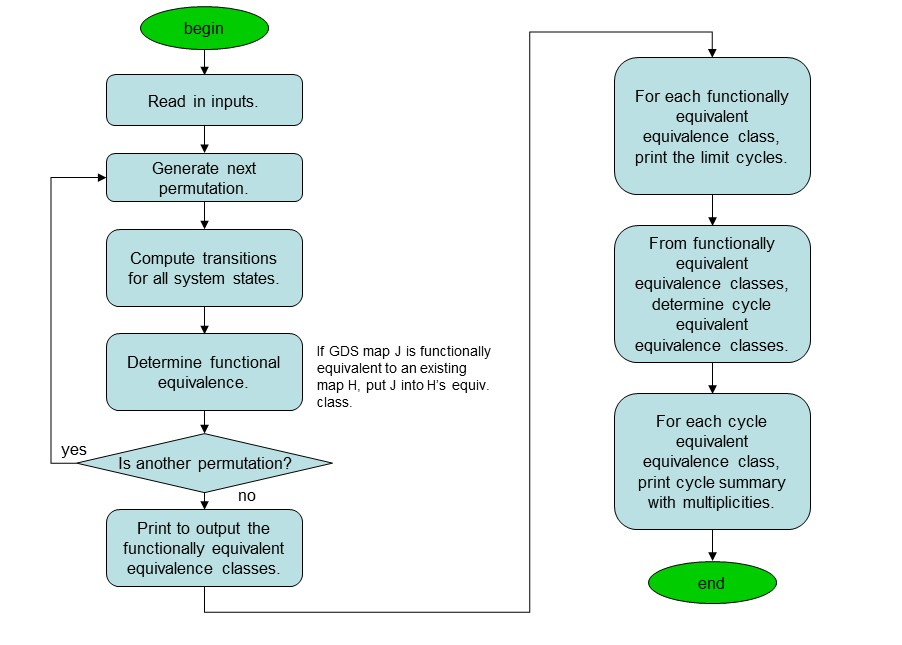 begin
Read in inputs.
Generate next
permutation.
Compute transitions
for all system states.
Determine functional
equivalence.
If GDS map J is functionally
equivalent to an existing
map H, put J into H's equiv.
class.
Is another permutation?
yes
no
Print to output the
functionally equivalent
equivalence classes.
For each functionally
equivalent
equivalence class,
print the limit cycles.
From functionally
equivalent
equivalence classes,
determine cycle
equivalent
equivalence classes.
For each cycle
equivalent
equivalence class,
print cycle summary
with multiplicities.
end